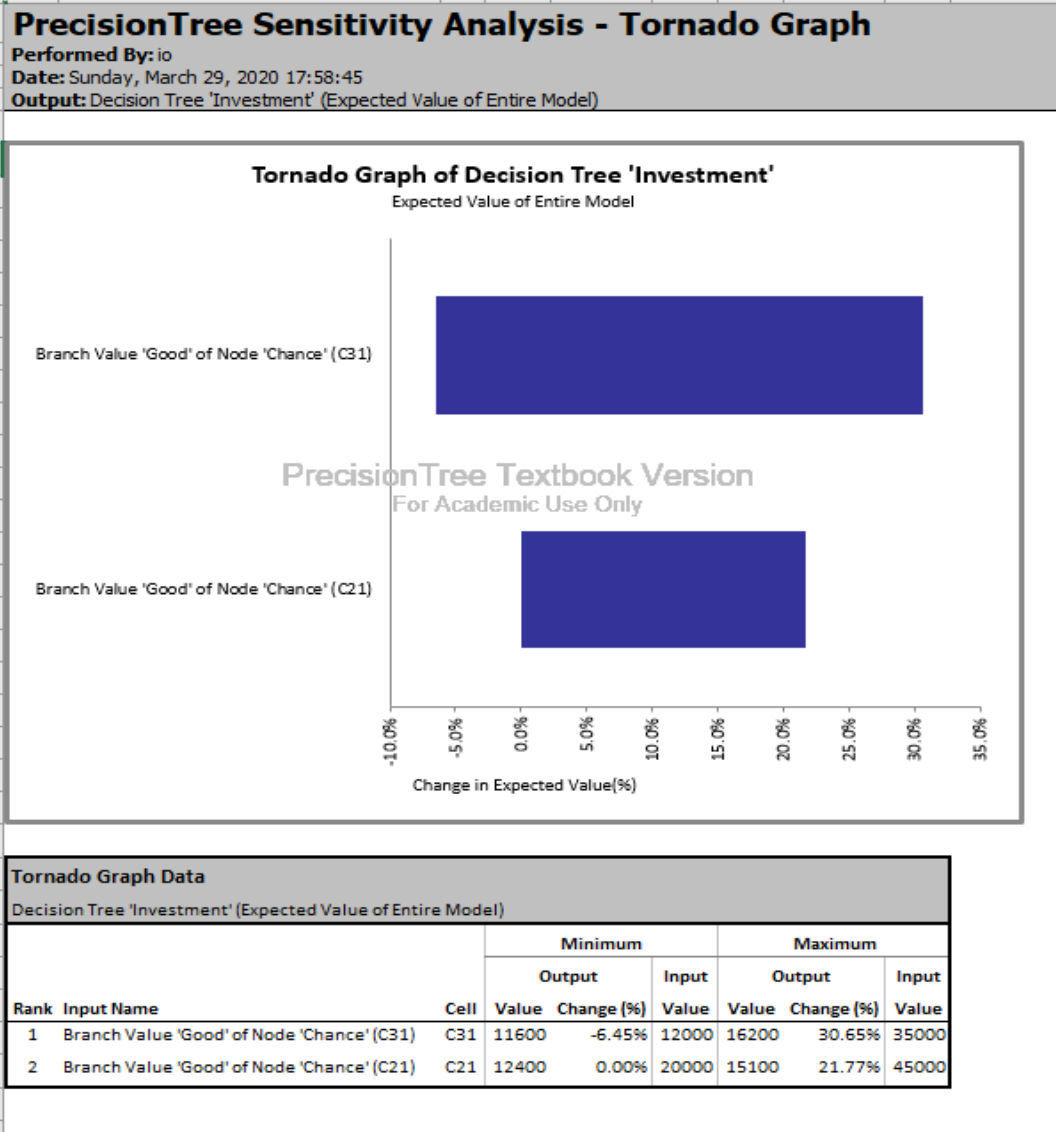 PrecisionTree Sensitivity Analysis - Tornado Graph
Performed By: io
Date: Sunday, March 29, 2020 17:58:45
Output: Decision Tree 'Investment' (Expected Value of Entire Model)
Tornado Graph of Decision Tree 'Investment'
Expected Value of Entire Model
Branch Value 'Good' of Node 'Chance' (C31)
PrecisionTree Textbook Version
For Academic Use Only
Branch Value 'Good' of Node 'Chance' (C21)
-10.0% -5.0% 0.0% 5.0% 10.0% 15.0% 20.0% 25.0% 30.0% 35.0%
Change in Expected Value(%)
Tornado Graph Data
Decision Tree 'Investment' (Expected Value of Entire Model)
Minimum Maximum
Output Input Output Input
Rank Input Name Cell Value Change (%) Value Value Change (%) Value
1 Branch Value 'Good' of Node 'Chance' (C31) C31 11600 -6.45% 12000 16200 30.65% 35000
2 Branch Value 'Good' of Node 'Chance' (C21) C21 12400 0.00% 20000 15100 21.77% 45000